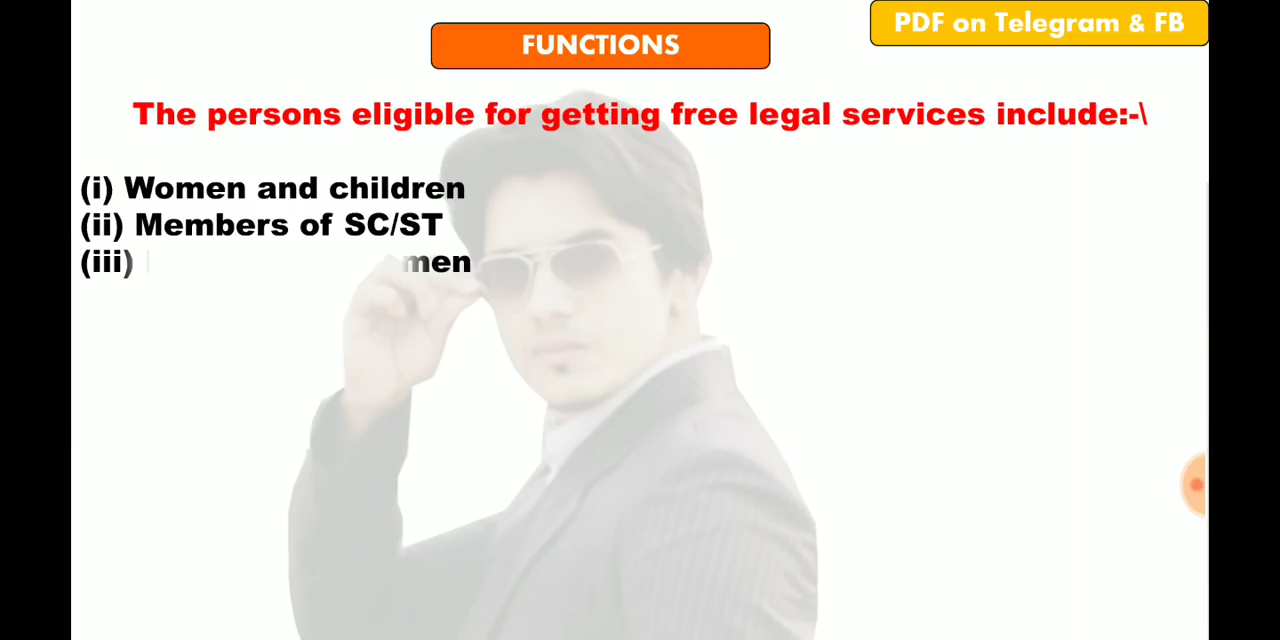 PDF on Telegram & FB
FUNCTIONS
The persons eligible for getting free legal services include:-\
(i) Women and children
(ii) Members of SC/ST
(iii) men